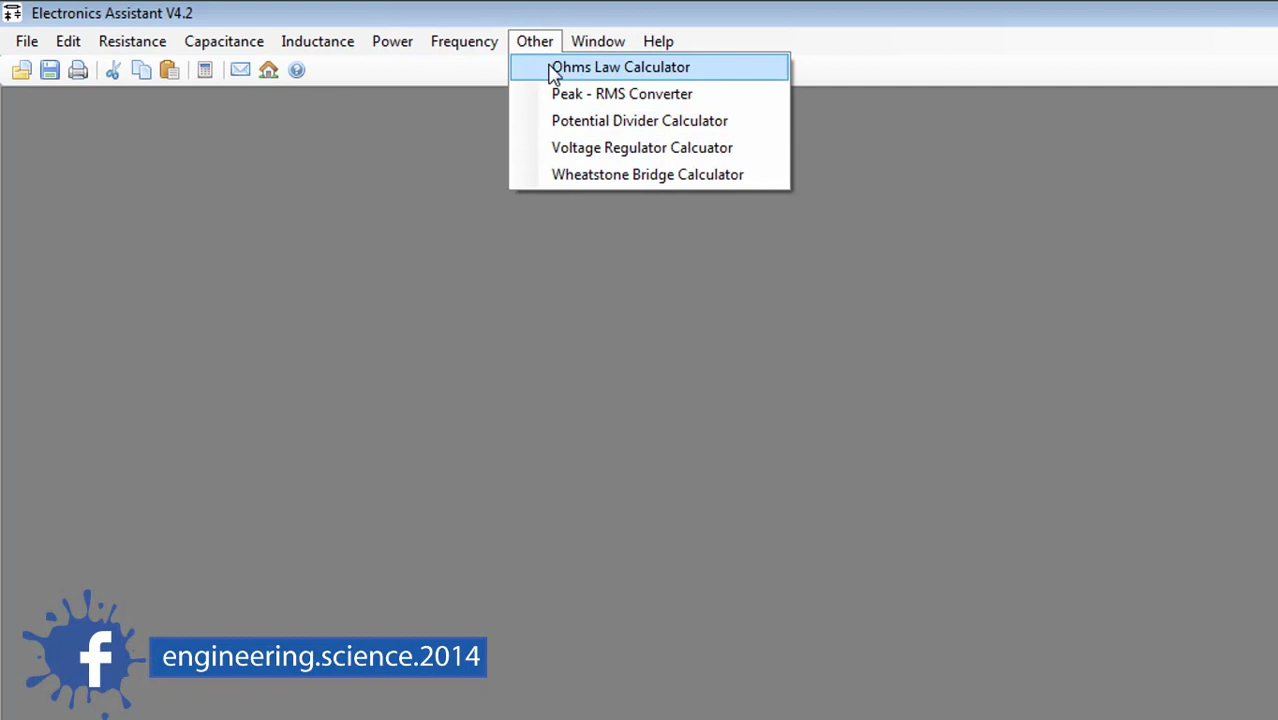 Electronics Assistant V4.2
File Edit Resistance Capacitance Inductance Power Frequency Other Window Help
Ohms Law Calculator
Peak - RMS Converter
Potential Divider Calculator
Voltage Regulator Calcuator
Wheatstone Bridge Calculator
f engineering.science.2014